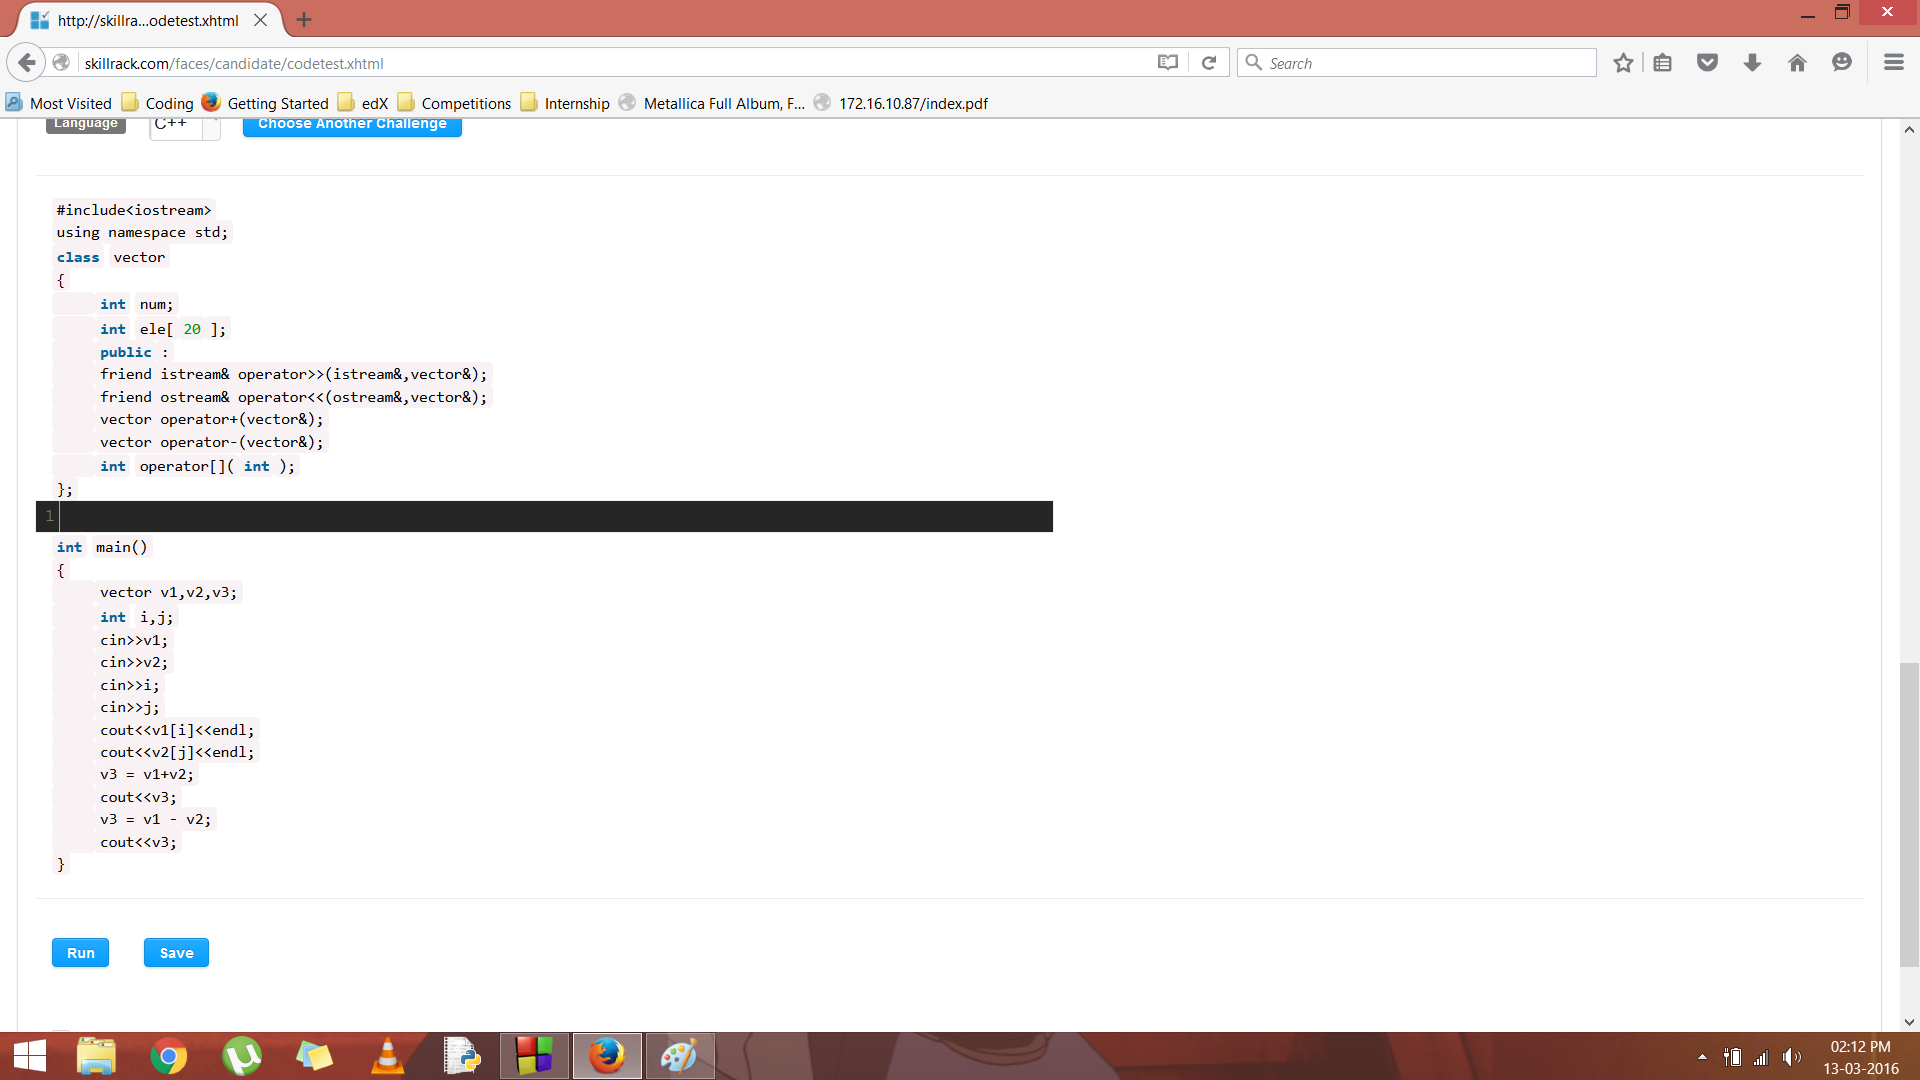 http://skillra...odetest.xhtml
skillrack.com/faces/candidate/codetest.xhtml
Search
Most Visited Coding Getting Started edX Competitions Internship Metallica Full Album, F... 172.16.10.87/index.pdf
Language C++ Choose Another Challenge
#include<iostream>
using namespace std;
class vector
{
int num;
int ele[ 20 ];
public :
friend istream& operator>>(istream&,vector&);
friend ostream& operator<<(ostream&,vector&);
vector operator+(vector&);
vector operator-(vector&);
int operator[]( int );
};
1
int main()
{
vector v1,v2,v3;
int i,j;
cin>>v1;
cin>>v2;
cin>>i;
cin>>j;
cout<<v1[i]<<endl;
cout<<v2[j]<<endl;
v3 = v1+v2;
cout<<v3;
v3 = v1 - v2;
cout<<v3;
}
Run Save
02:12 PM
13-03-2016